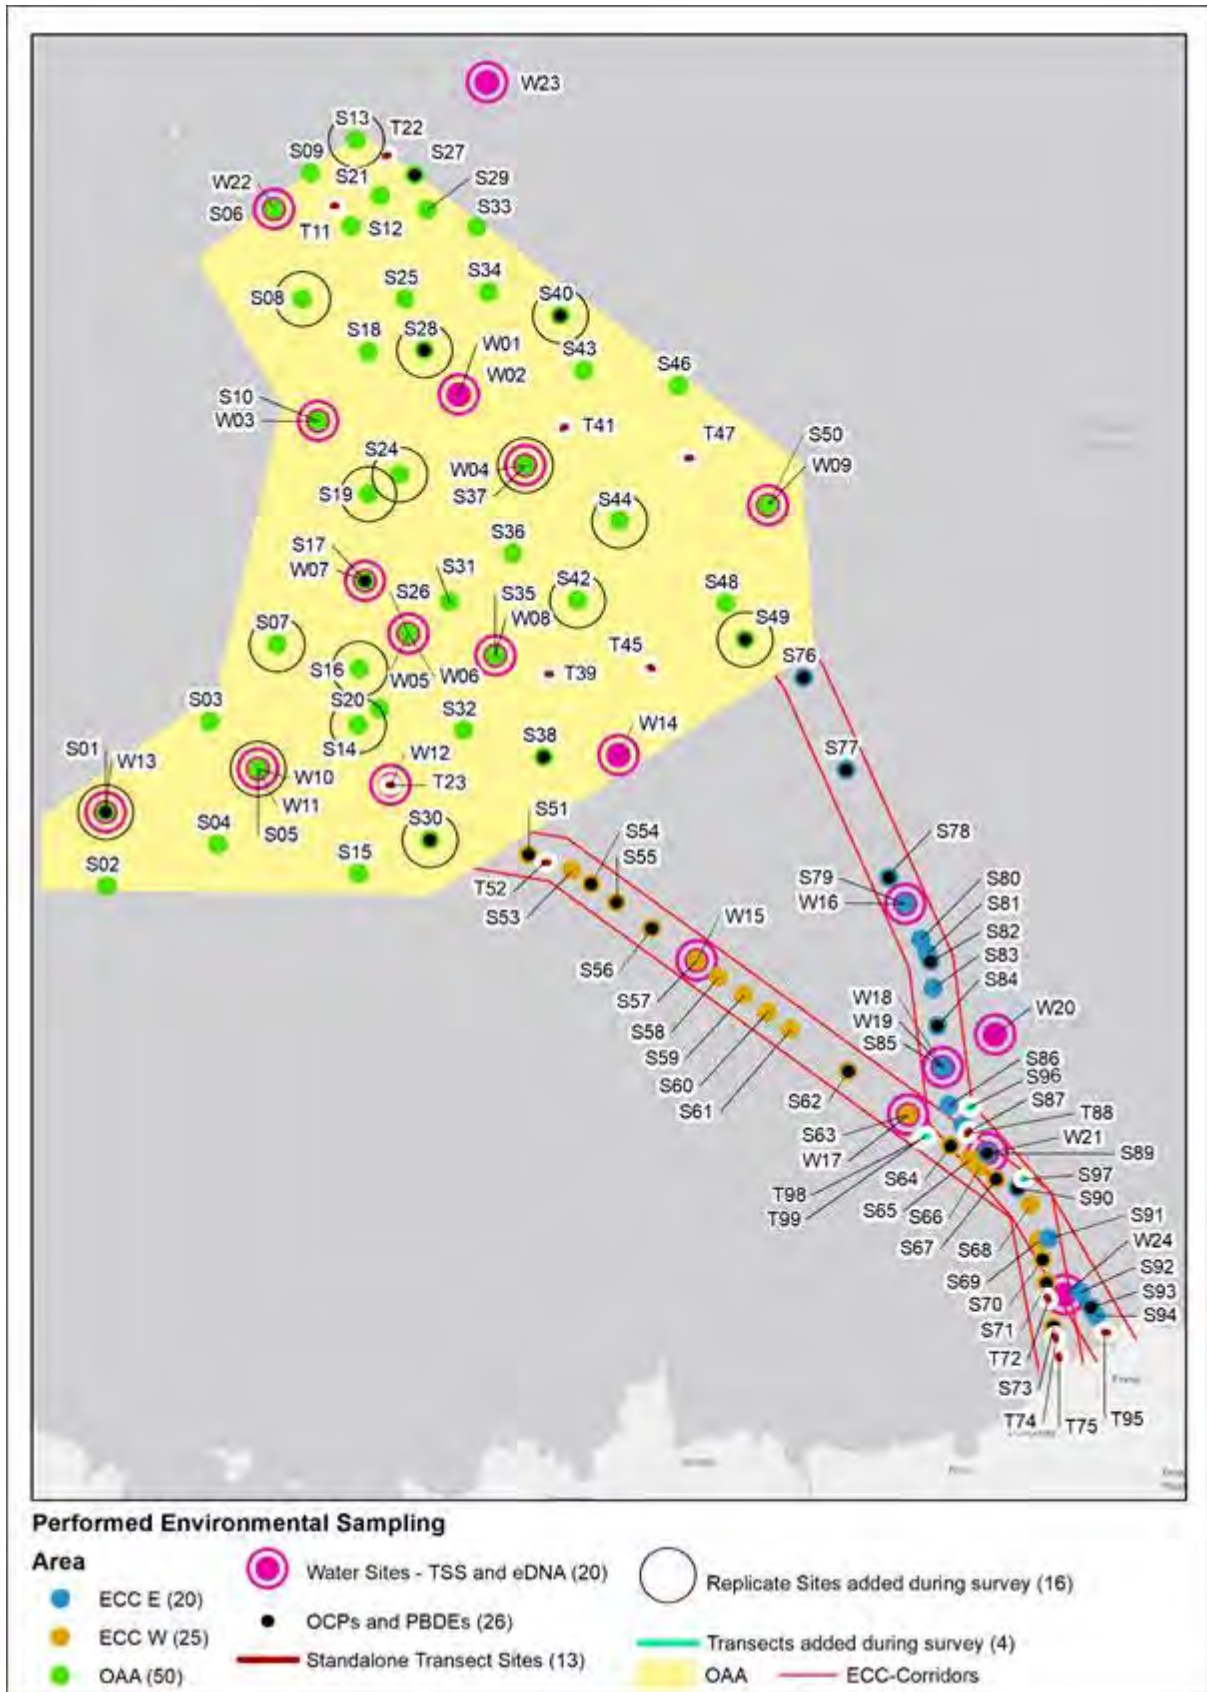 W23
S13
T22
S09
S27
S21
S29
W22
S06
S33
T11
S12
S34
S25
S08
S40
S18
S28
W01
S43
W02
S46
S10
W03
T41
T47
S50
S24
W04
W09
S19
S37
S44
S36
S17
W07
S31
S42
S26
S35
S48
S07
W08
S49
S16
T45
W05
W06
T39
S76
S03
S20
S32
S01
S14
S38
W14
W13
W12
S77
W10
T23
W11
S05
S04
S30
S51
S54
S78
S02
S15
S55
T52
S79
S80
S53
W16
S81
W15
S82
S56
S83
S57
S84
W18
S58
W19
W20
S59
S85
S60
S86
S61
S96
S62
S87
S63
T88
W17
W21
S64
S89
T98
S65
S97
T99
S66
S90
S67
S68
S91
W24
S69
S92
S70
S93
S71
S94
T72
S73
T74
T75
T95
Performed Environmental Sampling
Area
ECC E (20)
ECC W (25)
OAA (50)
Water Sites - TSS and eDNA (20)
OCPs and PBDEs (26)
Standalone Transect Sites (13)
Replicate Sites added during survey (16)
Transects added during survey (4)
OAA
ECC-Corridors